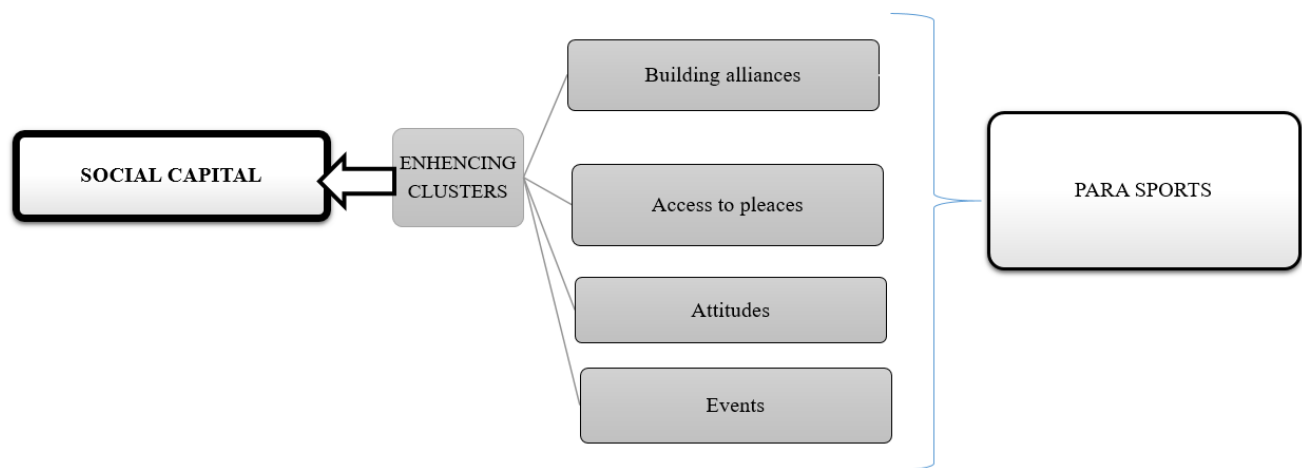 SOCIAL CAPITAL
ENHENCING
CLUSTERS
Building alliances
Access to pleaces
Attitudes
Events
PARA SPORTS